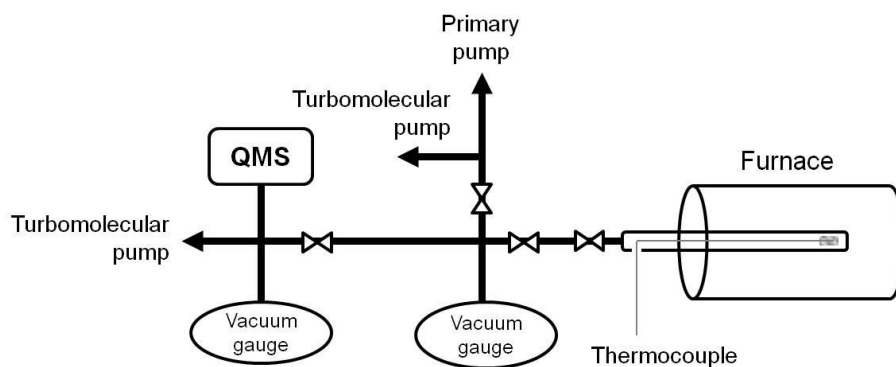 Primary
pump
Turbomolecular
pump
QMS
Furnace
Turbomolecular
pump
Vacuum
gauge
Vacuum
gauge
Thermocouple